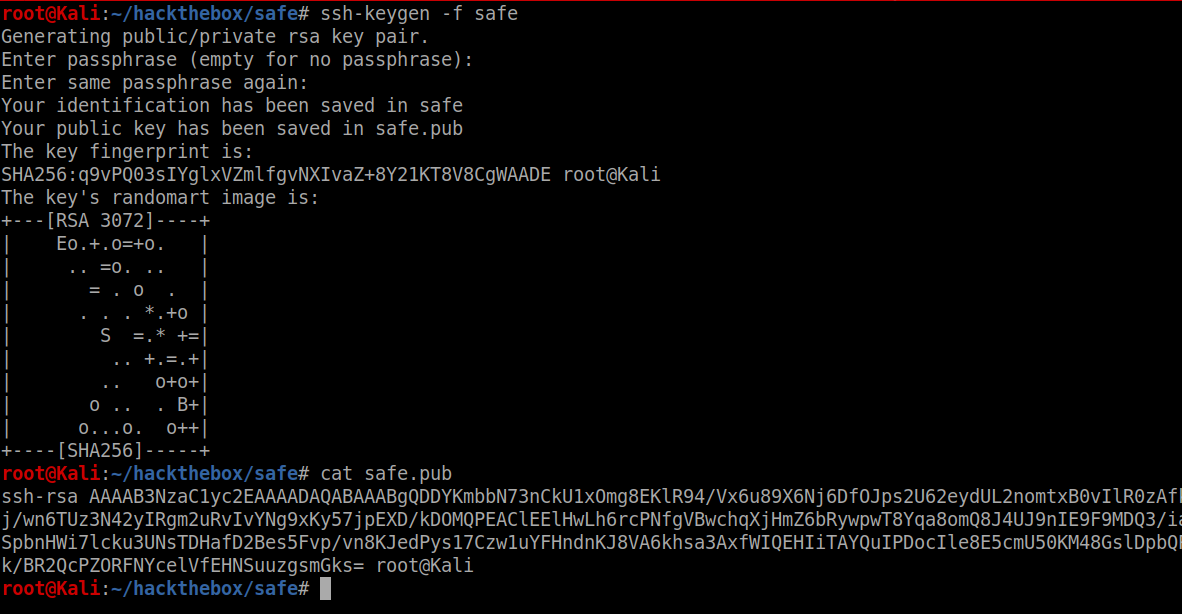 root@Kali:~/hackthebox/safe# ssh-keygen -f safe
Generating public/private rsa key pair.
Enter passphrase (empty for no passphrase):
Enter same passphrase again:
Your identification has been saved in safe
Your public key has been saved in safe.pub
The key fingerprint is:
SHA256:q9vPQ03sIYglxVZmlfgvNXIvaZ+8Y21KT8V8CgWAADE root@Kali
The key's randomart image is:
+---[RSA 3072]----+
|    Eo.+.o=+o.   |
|     .. =o. ..   |
|       = . o  .  |
|      . . . *.+o |
|        S  =.* +=|
|         .. +.=.+|
|        ..   o+o+|
|       o ..  . B+|
|      o...o.  o++|
+----[SHA256]-----+
root@Kali:~/hackthebox/safe# cat safe.pub
ssh-rsa AAAAB3NzaC1yc2EAAAADAQABAAABgQDDYKmbbN73nCkU1xOmg8EKlR94/Vx6u89X6Nj6DfOJps2U62eydUL2nomtxB0vIlR0zAf
j/wn6TUz3N42yIRgm2uRvIvYNg9xKy57jpEXD/kDOMQPEAClEElHwLh6rcPNfgVBwchqXjHmZ6bRywpwT8Yqa8omQ8J4UJ9nIE9F9MDQ3/i
SpbnHWi7lcku3UNsTDHafD2Bes5Fvp/vn8KJedPys17Czw1uYFHndnKJ8VA6khsa3AxfWIQEHIiTAYQuIPDocIle8E5cmU50KM48GslDpbQ
k/BR2QcPZORFNYcelVfEHNSuuzgsmGks= root@Kali
root@Kali:~/hackthebox/safe#